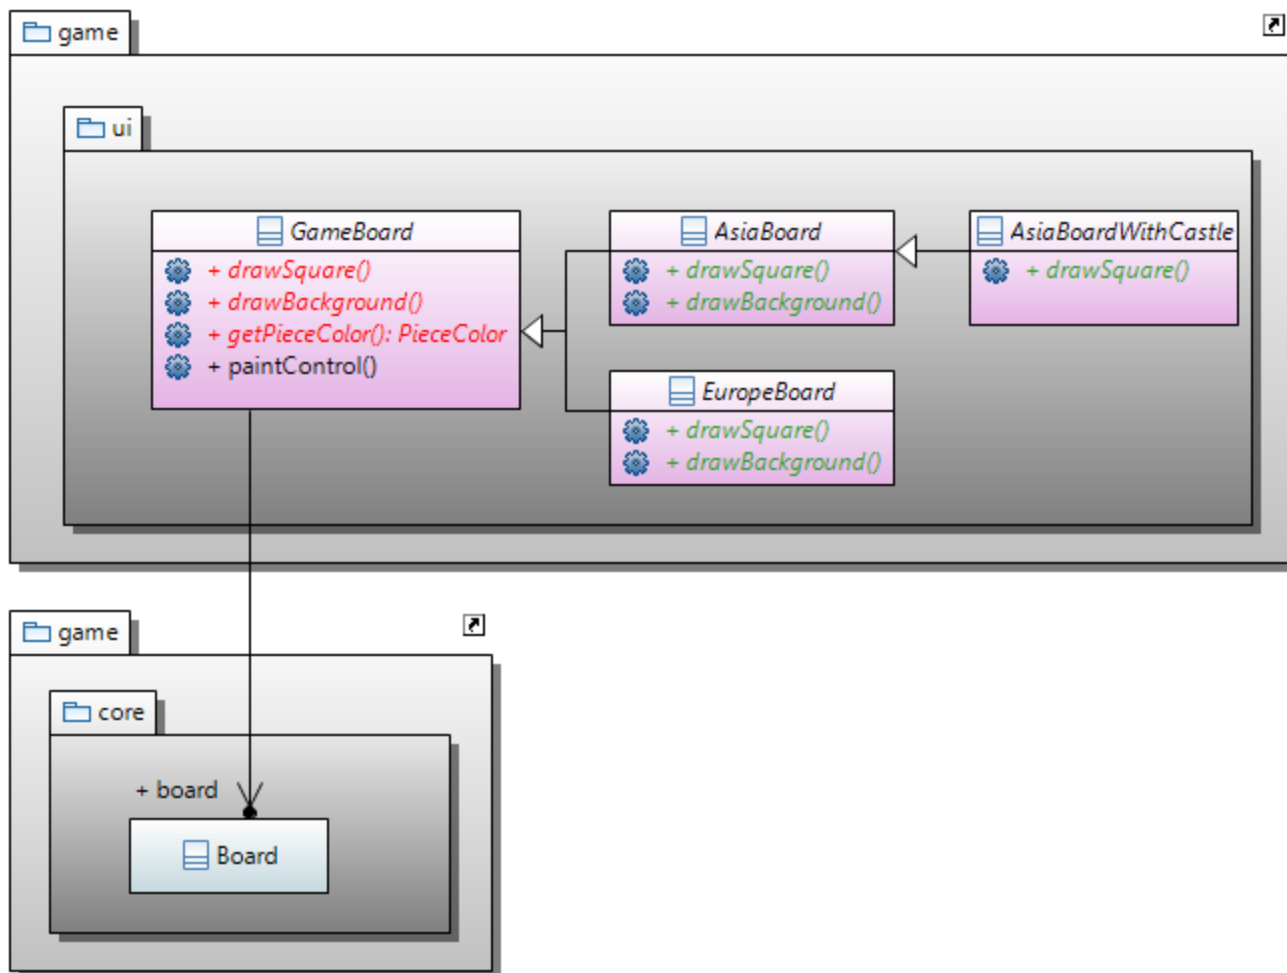 game
ui
GameBoard
+ drawSquare()
+ drawBackground()
+ getPieceColor(): PieceColor
+ paintControl()
AsiaBoard
+ drawSquare()
+ drawBackground()
AsiaBoardWithCastle
+ drawSquare()
EuropeBoard
+ drawSquare()
+ drawBackground()
game
core
+ board
Board